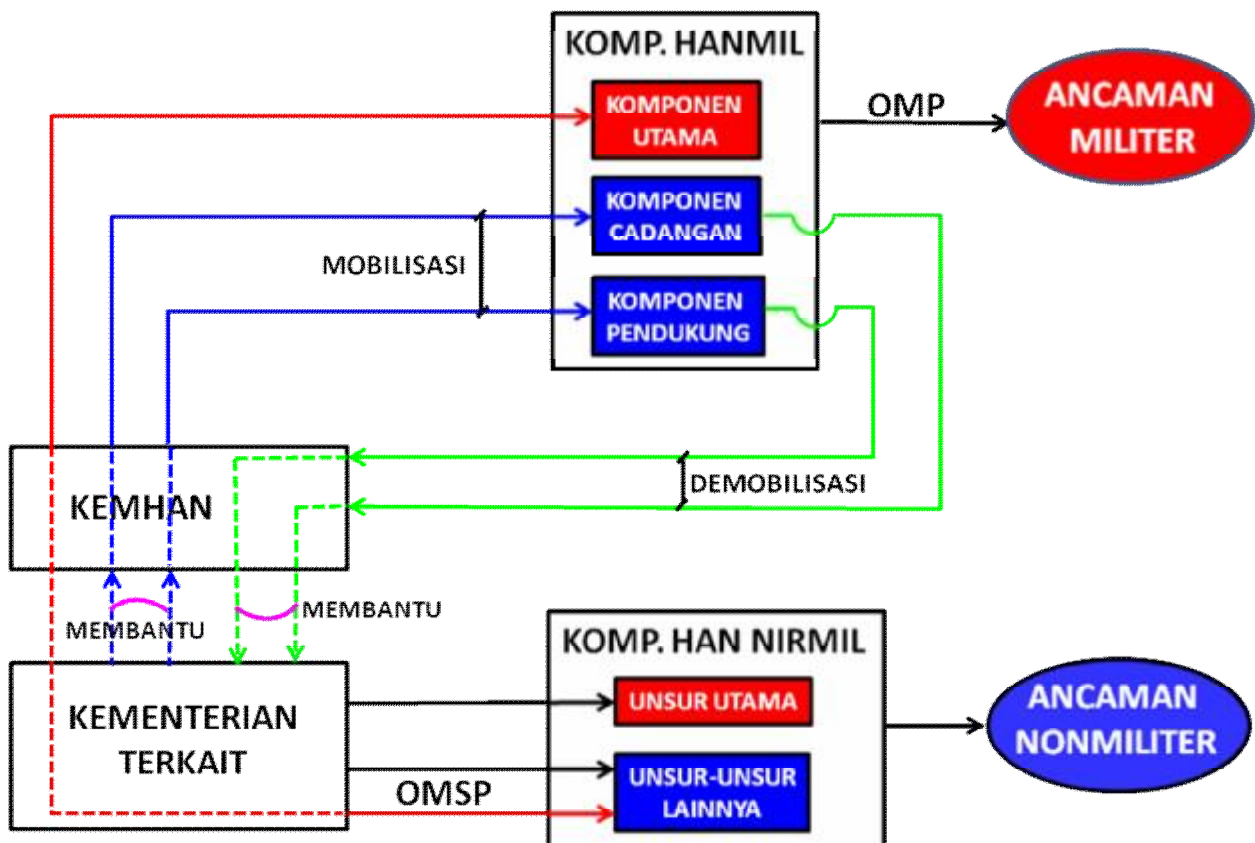 KOMP. HANMIL
KOMPONEN
UTAMA
OMP
ANCAMAN
MILITER
KOMPONEN
CADANGAN
MOBILISASI
KOMPONEN
PENDUKUNG
KEMHAN
DEMOBILISASI
MEMBANTU
MEMBANTU
KOMP. HAN NIRMIL
KEMENTERIAN
TERKAIT
UNSUR UTAMA
ANCAMAN
NONMILITER
OMSP
UNSUR-UNSUR
LAINNYA